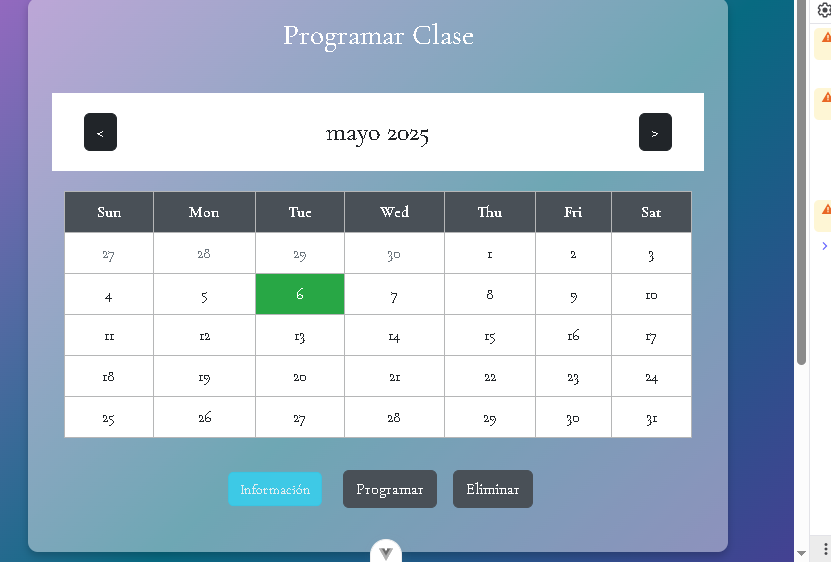 Programar Clase
< mayo 2025 >
Sun Mon Tue Wed Thu Fri Sat
27 28 29 30 1 2 3
4 5 6 7 8 9 10
11 12 13 14 15 16 17
18 19 20 21 22 23 24
25 26 27 28 29 30 31
Información Programar Eliminar